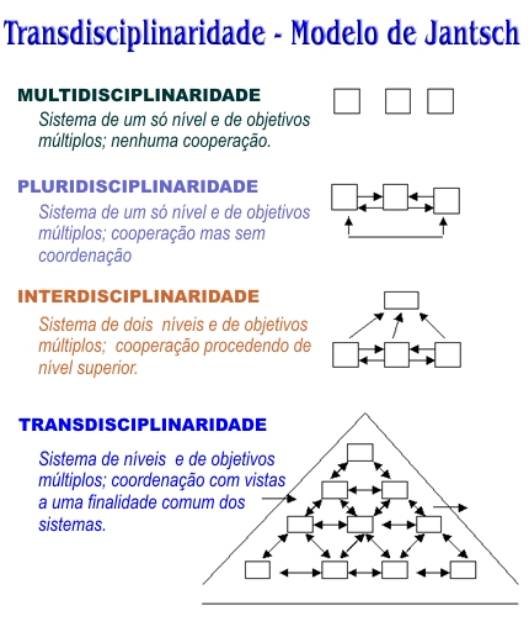 Transdisciplinaridade - Modelo de Jantsch
MULTIDISCIPLINARIDADE
Sistema de um só nível e de objetivos
múltiplos; nenhuma cooperação.
PLURIDISCIPLINARIDADE
Sistema de um só nível e de objetivos
múltiplos; cooperação mas sem
coordenação
INTERDISCIPLINARIDADE
Sistema de dois níveis e de objetivos
múltiplos; cooperação procedendo de
nível superior.
TRANSDISCIPLINARIDADE
Sistema de níveis e de objetivos
múltiplos; coordenação com vistas
a uma finalidade comum dos
sistemas.